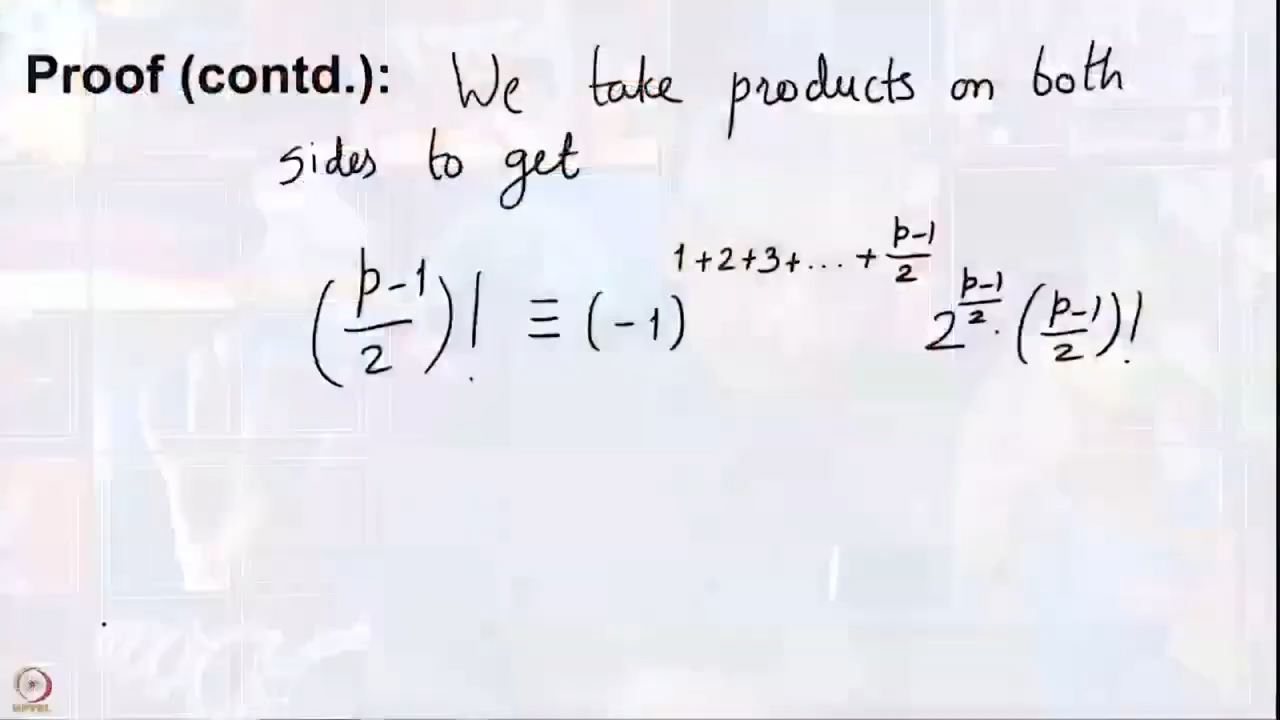 Proof (contd.): We take products on both
sides to get
(p-1/2)! ≡ (-1)^{1+2+3+...+ p-1/2} 2^{p-1/2} . (p-1/2)!
NPTEL